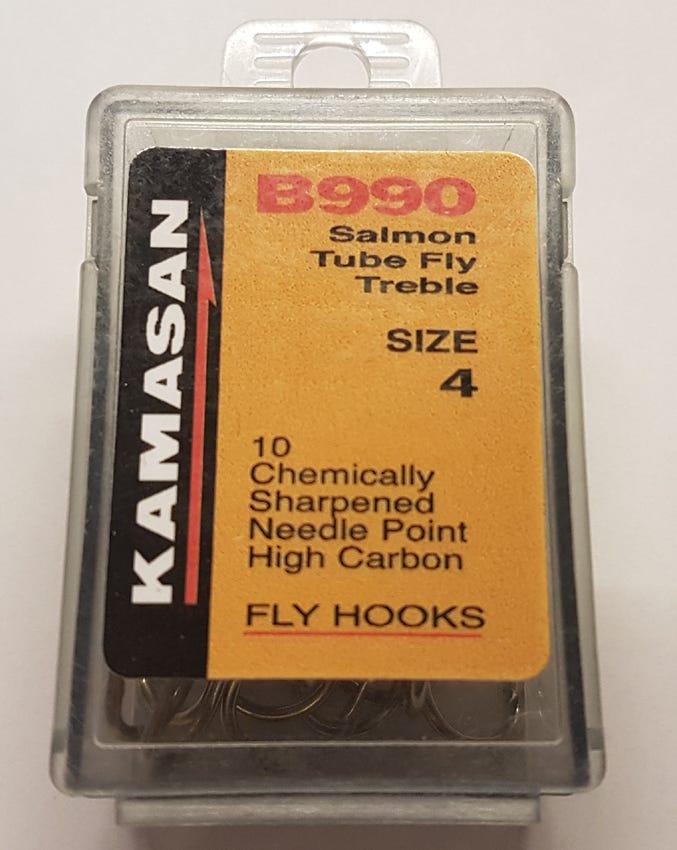 KAMASAN
B990
Salmon
Tube Fly
Treble
SIZE
4
10
Chemically
Sharpened
Needle Point
High Carbon
FLY HOOKS